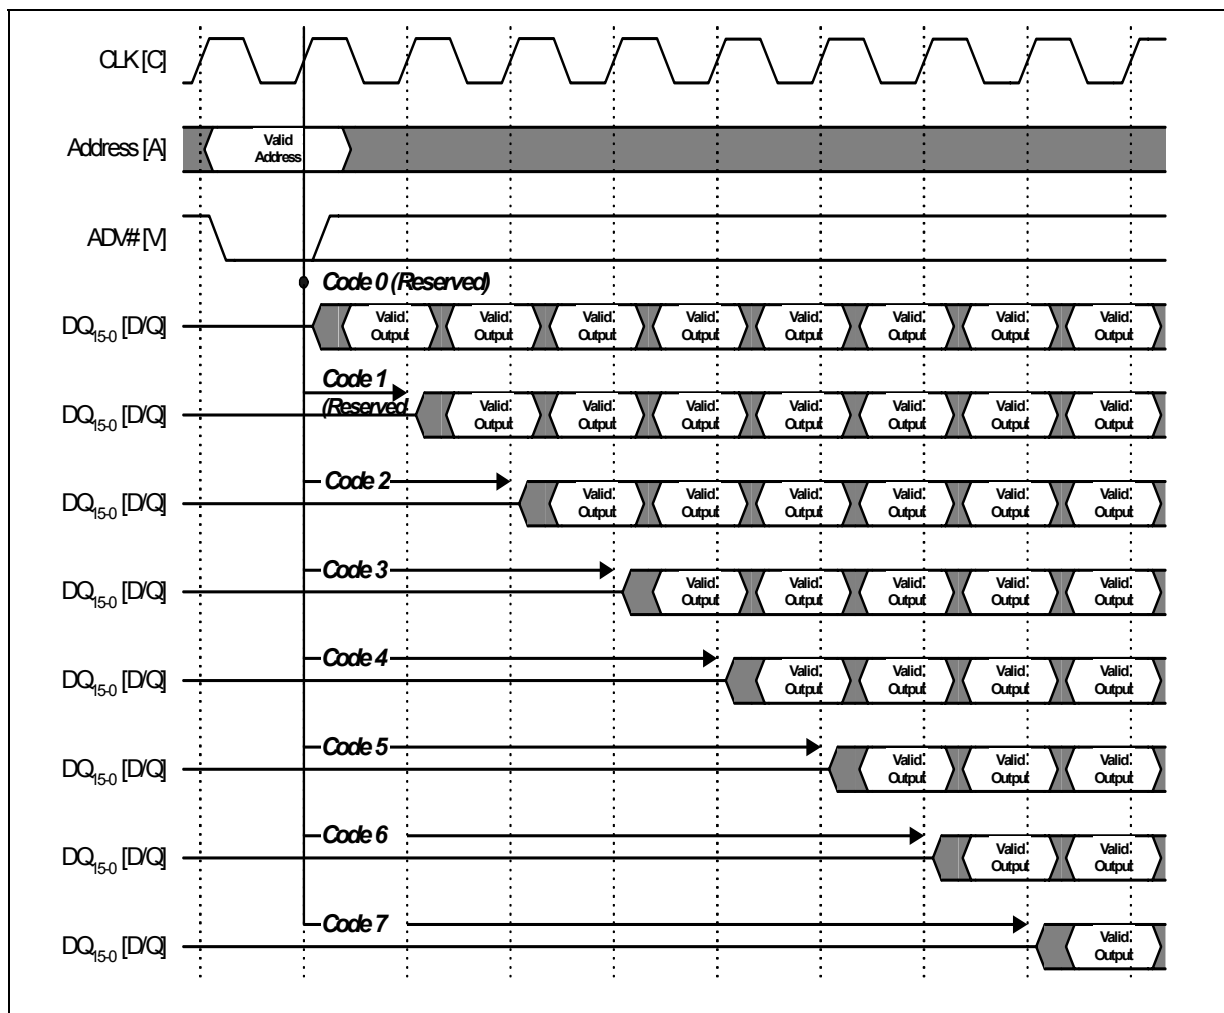 CLK [C]
Address [A]
Valid
Address
ADV# [V]
Code 0 (Reserved)
DQ15-0 [D/Q]
Valid Valid Valid Valid Valid Valid Valid Valid
Output Output Output Output Output Output Output Output
Code 1
(Reserved
DQ15-0 [D/Q]
Valid Valid Valid Valid Valid Valid Valid
Output Output Output Output Output Output Output
Code 2
DQ15-0 [D/Q]
Valid Valid Valid Valid Valid Valid
Output Output Output Output Output Output
Code 3
DQ15-0 [D/Q]
Valid Valid Valid Valid Valid
Output Output Output Output Output
Code 4
DQ15-0 [D/Q]
Valid Valid Valid Valid
Output Output Output Output
Code 5
DQ15-0 [D/Q]
Valid Valid Valid
Output Output Output
Code 6
DQ15-0 [D/Q]
Valid Valid
Output Output
Code 7
DQ15-0 [D/Q]
Valid
Output